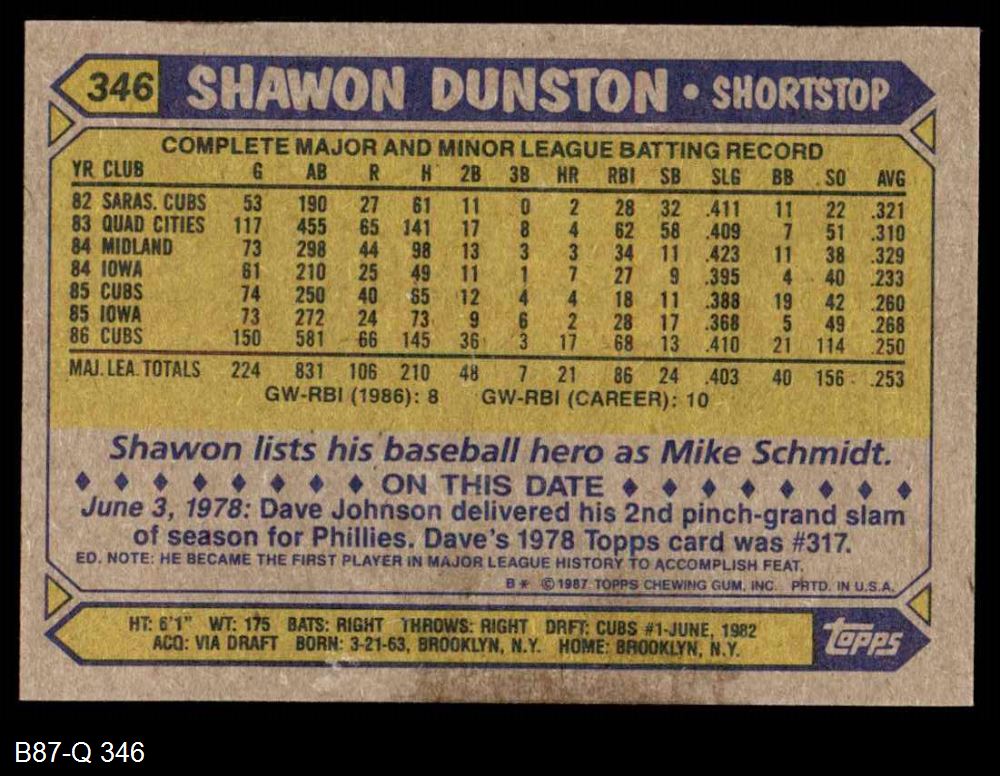 346 SHAWON DUNSTON • SHORTSTOP
COMPLETE MAJOR AND MINOR LEAGUE BATTING RECORD
YR CLUB G AB R H 2B 3B HR RBI SB SLG BB SO AVG
82 SARAS. CUBS 53 190 27 61 11 0 2 28 32 .411 11 22 .321
83 QUAD CITIES 117 455 65 141 17 8 4 62 58 .409 7 51 .310
84 MIDLAND 73 298 44 98 13 3 3 34 11 .423 11 38 .329
84 IOWA 61 210 25 49 11 1 7 27 9 .395 4 40 .233
85 CUBS 74 250 40 65 12 4 4 18 11 .388 19 42 .260
85 IOWA 73 272 24 73 9 6 2 28 17 .368 5 49 .268
86 CUBS 150 581 66 145 36 3 17 68 13 .410 21 114 .250
MAJ. LEA. TOTALS 224 831 106 210 48 7 21 86 24 .403 40 156 .253
GW-RBI (1986): 8 GW-RBI (CAREER): 10
Shawon lists his baseball hero as Mike Schmidt.
♦ ♦ ♦ ♦ ♦ ♦ ♦ ♦ ON THIS DATE ♦ ♦ ♦ ♦ ♦ ♦ ♦ ♦
June 3, 1978: Dave Johnson delivered his 2nd pinch-grand slam
of season for Phillies. Dave's 1978 Topps card was #317.
ED. NOTE: HE BECAME THE FIRST PLAYER IN MAJOR LEAGUE HISTORY TO ACCOMPLISH FEAT.
B* ©1987 TOPPS CHEWING GUM, INC. PRTD. IN U.S.A.
HT: 6'1" WT: 175 BATS: RIGHT THROWS: RIGHT DRFT: CUBS #1-JUNE, 1982
ACQ: VIA DRAFT BORN: 3-21-63, BROOKLYN, N.Y. HOME: BROOKLYN, N.Y.
topps
B87-Q 346